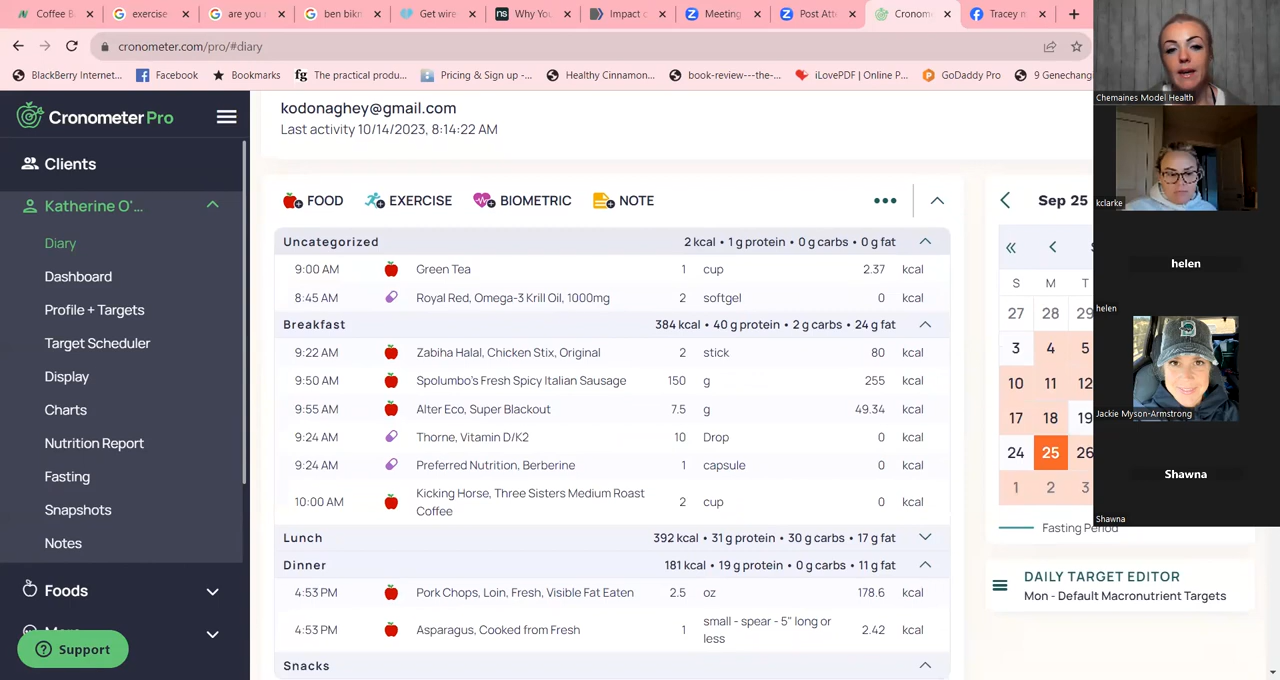 Coffee B
exercise
are you
ben bikm
Get wire
ns Why You
Impact c
Meeting
Post Att
Cronom
Tracey m
cronometer.com/pro/#diary
BlackBerry Internet...
Facebook
Bookmarks
fg The practical produ...
Pricing & Sign up -...
Healthy Cinnamon...
book-review---the-...
iLovePDF | Online P...
GoDaddy Pro
9 Genechang
CronometerPro
Clients
Katherine O'...
Diary
Dashboard
Profile + Targets
Target Scheduler
Display
Charts
Nutrition Report
Fasting
Snapshots
Notes
Foods
Support
kodonaghey@gmail.com
Last activity 10/14/2023, 8:14:22 AM
FOOD EXERCISE BIOMETRIC NOTE
Uncategorized 2 kcal • 1 g protein • 0 g carbs • 0 g fat
9:00 AM Green Tea 1 cup 2.37 kcal
8:45 AM Royal Red, Omega-3 Krill Oil, 1000mg 2 softgel 0 kcal
Breakfast 384 kcal • 40 g protein • 2 g carbs • 24 g fat
9:22 AM Zabiha Halal, Chicken Stix, Original 2 stick 80 kcal
9:50 AM Spolumbo's Fresh Spicy Italian Sausage 150 g 255 kcal
9:55 AM Alter Eco, Super Blackout 7.5 g 49.34 kcal
9:24 AM Thorne, Vitamin D/K2 10 Drop 0 kcal
9:24 AM Preferred Nutrition, Berberine 1 capsule 0 kcal
10:00 AM Kicking Horse, Three Sisters Medium Roast
Coffee 2 cup 0 kcal
Lunch 392 kcal • 31 g protein • 30 g carbs • 17 g fat
Dinner 181 kcal • 19 g protein • 0 g carbs • 11 g fat
4:53 PM Pork Chops, Loin, Fresh, Visible Fat Eaten 2.5 oz 178.6 kcal
4:53 PM Asparagus, Cooked from Fresh 1 small - spear - 5" long or
less 2.42 kcal
Snacks
Sep 25
S M T
27 28 29
3 4 5
10 11 12
17 18 19
24 25 26
1 2 3
Fasting Period
DAILY TARGET EDITOR
Mon - Default Macronutrient Targets
Chemaines Model Health
kclarke
helen
helen
Jackie Myson-Armstrong
Shawna
Shawna